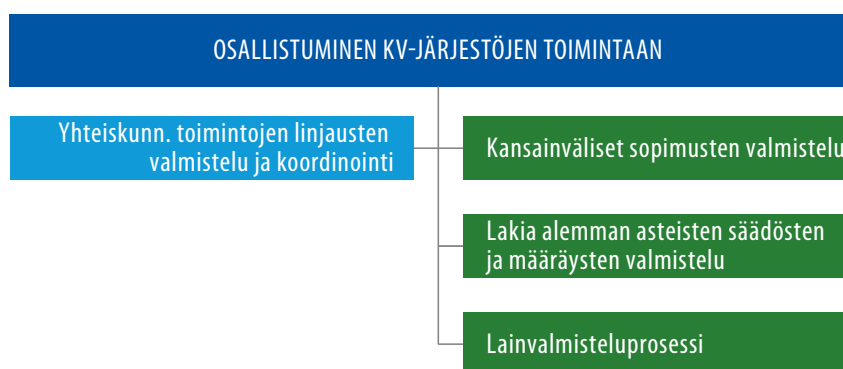 OSALLISTUMINEN KV-JÄRJESTÖJEN TOIMINTAAN
Yhteiskunn. toimintojen linjausten
valmistelu ja koordinointi
Kansainväliset sopimusten valmistelu
Lakia alemman asteisten säädösten
ja määräysten valmistelu
Lainvalmisteluprosessi